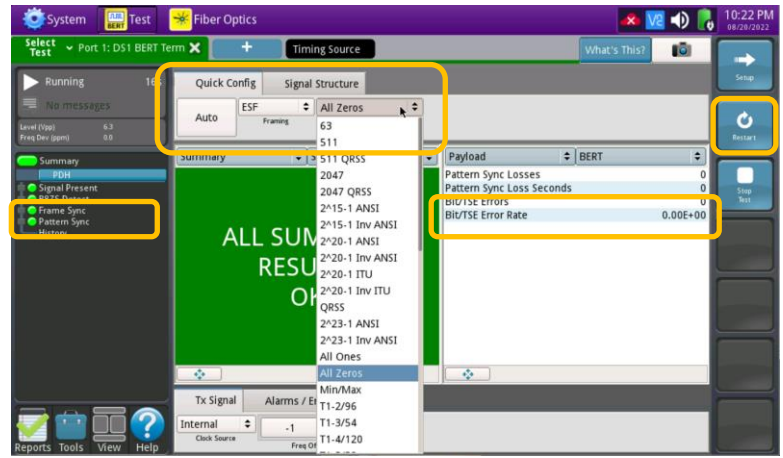 System
BERT
Test
Fiber Optics
VE
10:22 PM
08/29/2022
Select Test
Port 1: DS1 BERT Term X
+
Timing Source
What's This?
Setup
Running
16s
No messages
Level (Vpp) 6.3
Freq Dev (ppm) 0.0
Quick Config
Signal Structure
Auto
ESF
Framing
All Zeros
Restart
Summary
PDH
Signal Present
B8ZS Detect
Frame Sync
Pattern Sync
History
Summary
ALL SUM
RESU
OK
63
511
511 QRSS
2047
2047 QRSS
2^15-1 ANSI
2^15-1 Inv ANSI
2^20-1 ANSI
2^20-1 Inv ANSI
2^20-1 ITU
2^20-1 Inv ITU
QRSS
2^23-1 ANSI
2^23-1 Inv ANSI
All Ones
All Zeros
Min/Max
T1-2/96
T1-3/54
T1-4/120
Payload
BERT
Pattern Sync Losses 0
Pattern Sync Loss Seconds 0
Bit/TSE Errors 0
Bit/TSE Error Rate 0.00E+00
Stop Test
Tx Signal
Alarms / E
Internal
Clock Source
-1
Freq Of
Reports
Tools
View
Help